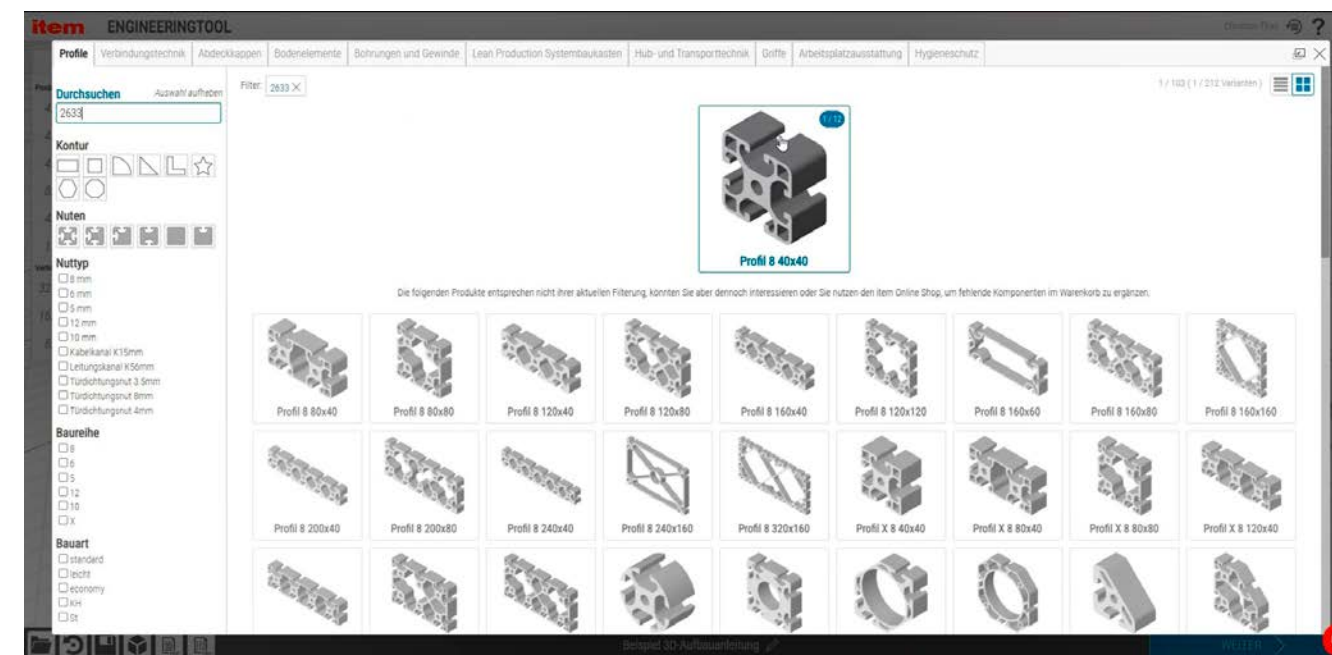 item ENGINEERINGTOOL
Profile Verbindungstechnik Abdeckkappen Bodenelemente Bohrungen und Gewinde Lean Production Systembaukasten Hub- und Transporttechnik Griffe Arbeitsplatzausstattung Hygieneschutz
Durchsuchen Auswahl aufheben
2633
Filter: 2633
1 / 103 ( 1 / 212 Varianten )
Kontur
Nuten
Nuttyp
8 mm
6 mm
5 mm
12 mm
10 mm
Kabelkanal K15mm
Leitungskanal K56mm
Türdichtungsnut 3.5mm
Türdichtungsnut 8mm
Türdichtungsnut 4mm
Baureihe
8
6
5
12
10
X
Bauart
standard
leicht
economy
KH
St
1 / 12
Profil 8 40x40
Die folgenden Produkte entsprechen nicht ihrer aktuellen Filterung, könnten Sie aber dennoch interessieren oder Sie nutzen den item Online Shop, um fehlende Komponenten im Warenkorb zu ergänzen.
Profil 8 80x40 Profil 8 80x80 Profil 8 120x40 Profil 8 120x80 Profil 8 160x40 Profil 8 120x120 Profil 8 160x60 Profil 8 160x80 Profil 8 160x160
Profil 8 200x40 Profil 8 200x80 Profil 8 240x40 Profil 8 240x160 Profil 8 320x160 Profil X 8 40x40 Profil X 8 80x40 Profil X 8 80x80 Profil X 8 120x40
Beispiel 3D-Aufbauanleitung
WEITER